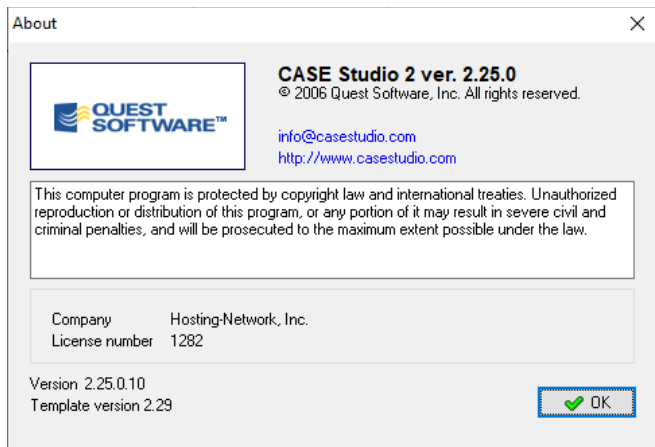 About
QUEST
SOFTWARE™
CASE Studio 2 ver. 2.25.0
© 2006 Quest Software, Inc. All rights reserved.
info@casestudio.com
http://www.casestudio.com
This computer program is protected by copyright law and international treaties. Unauthorized
reproduction or distribution of this program, or any portion of it may result in severe civil and
criminal penalties, and will be prosecuted to the maximum extent possible under the law.
Company Hosting-Network, Inc.
License number 1282
Version 2.25.0.10
Template version 2.29
OK